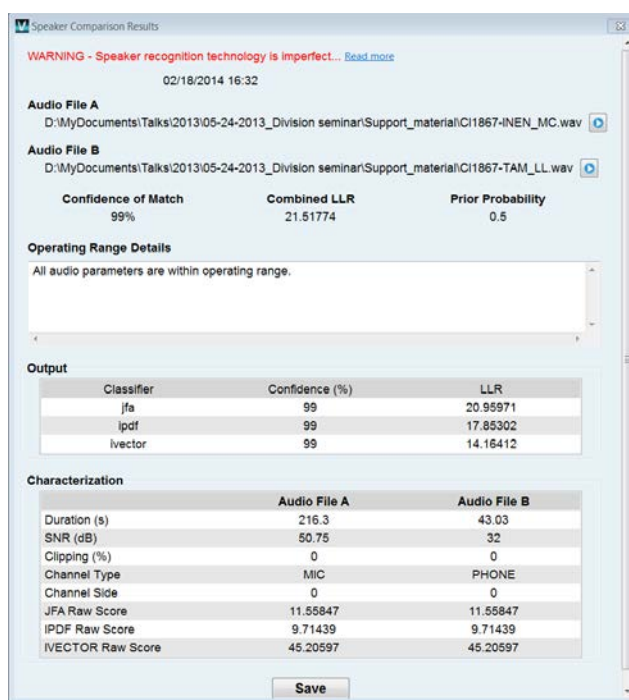 Speaker Comparison Results
WARNING - Speaker recognition technology is imperfect... Read more
02/18/2014 16:32
Audio File A
D:\MyDocuments\Talks\2013\05-24-2013_Division seminar\Support_material\CI1867-INEN_MC.wav
Audio File B
D:\MyDocuments\Talks\2013\05-24-2013_Division seminar\Support_material\CI1867-TAM_LL.wav
Confidence of Match Combined LLR Prior Probability
99% 21.51774 0.5
Operating Range Details
All audio parameters are within operating range.
Output
Classifier Confidence (%) LLR
jfa 99 20.95971
ipdf 99 17.85302
ivector 99 14.16412
Characterization
Audio File A Audio File B
Duration (s) 216.3 43.03
SNR (dB) 50.75 32
Clipping (%) 0 0
Channel Type MIC PHONE
Channel Side 0 0
JFA Raw Score 11.55847 11.55847
IPDF Raw Score 9.71439 9.71439
IVECTOR Raw Score 45.20597 45.20597
Save